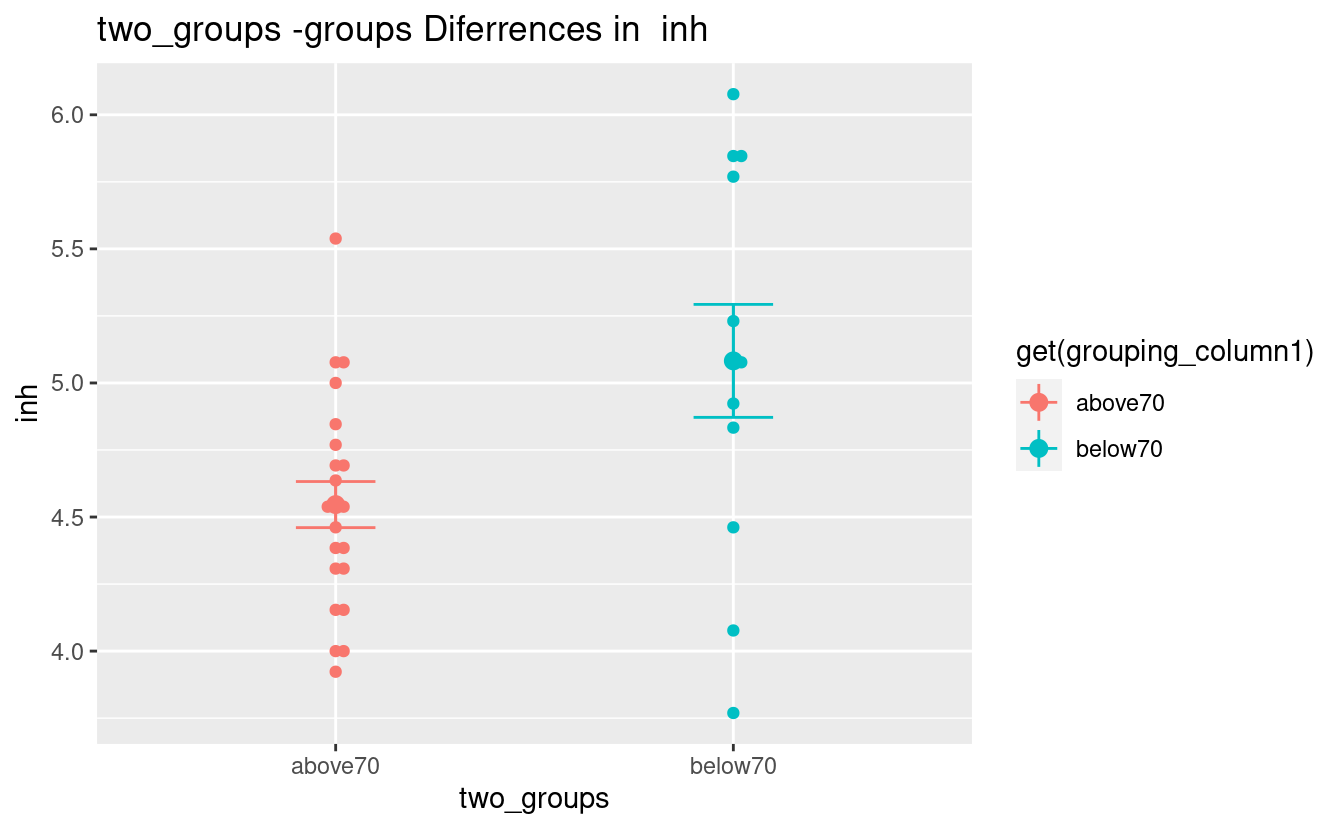 two_groups -groups Diferrences in  inh
6.0
5.5
5.0
4.5
4.0
inh
above70
below70
two_groups
get(grouping_column1)
above70
below70